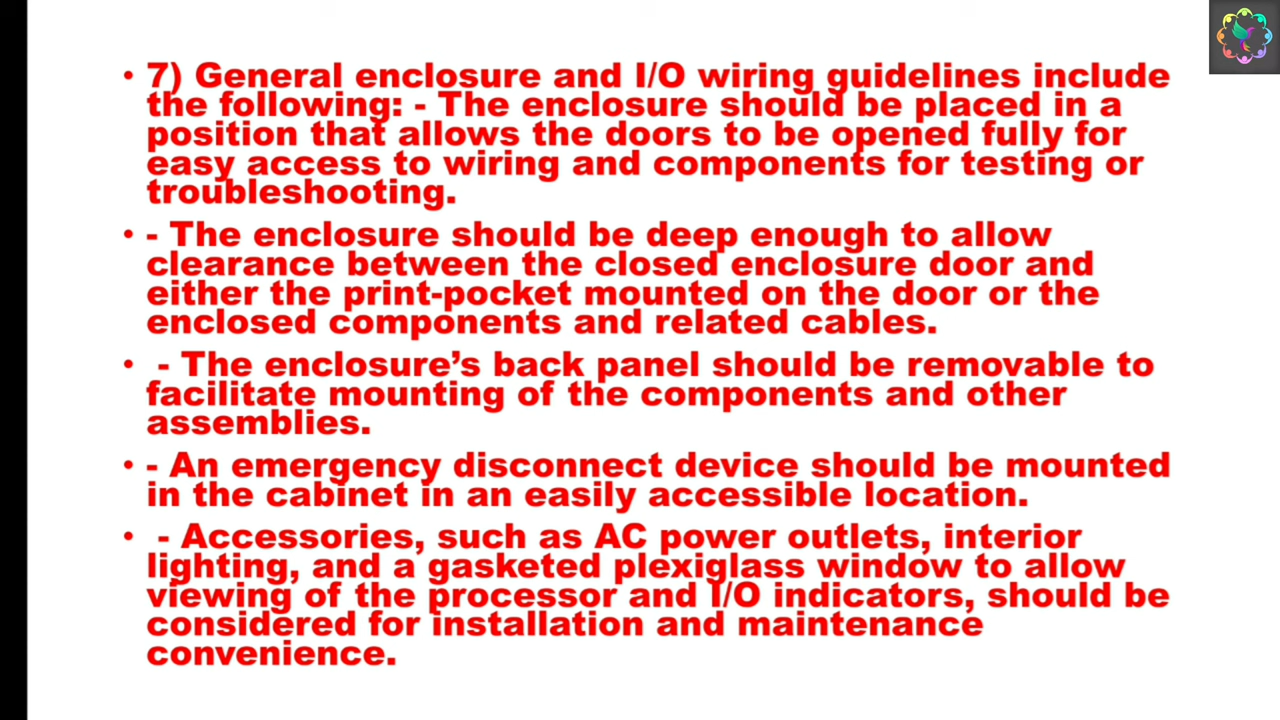 • 7) General enclosure and I/O wiring guidelines include
the following: - The enclosure should be placed in a
position that allows the doors to be opened fully for
easy access to wiring and components for testing or
troubleshooting.
• - The enclosure should be deep enough to allow
clearance between the closed enclosure door and
either the print-pocket mounted on the door or the
enclosed components and related cables.
• - The enclosure’s back panel should be removable to
facilitate mounting of the components and other
assemblies.
• - An emergency disconnect device should be mounted
in the cabinet in an easily accessible location.
• - Accessories, such as AC power outlets, interior
lighting, and a gasketed plexiglass window to allow
viewing of the processor and I/O indicators, should be
considered for installation and maintenance
convenience.